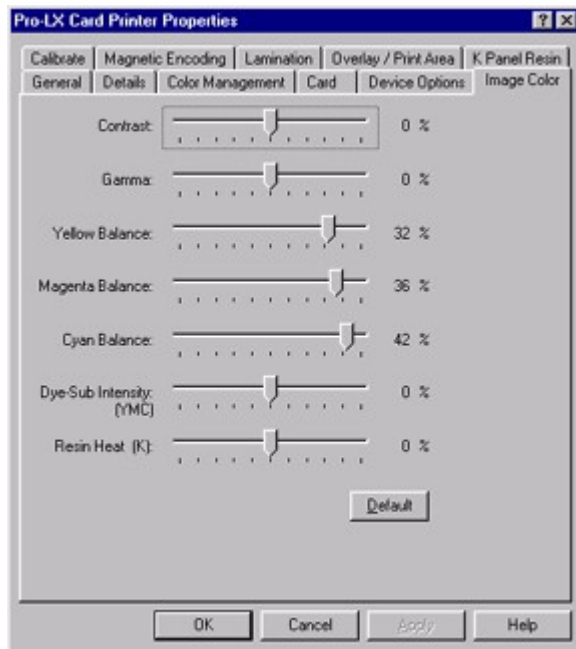 Pro-LX Card Printer Properties
Calibrate Magnetic Encoding Lamination Overlay / Print Area K Panel Resin
General Details Color Management Card Device Options Image Color
Contrast: 0 %
Gamma: 0 %
Yellow Balance: 32 %
Magenta Balance: 36 %
Cyan Balance: 42 %
Dye-Sub Intensity: 0 %
(YMC)
Resin Heat (K): 0 %
Default
OK Cancel Apply Help